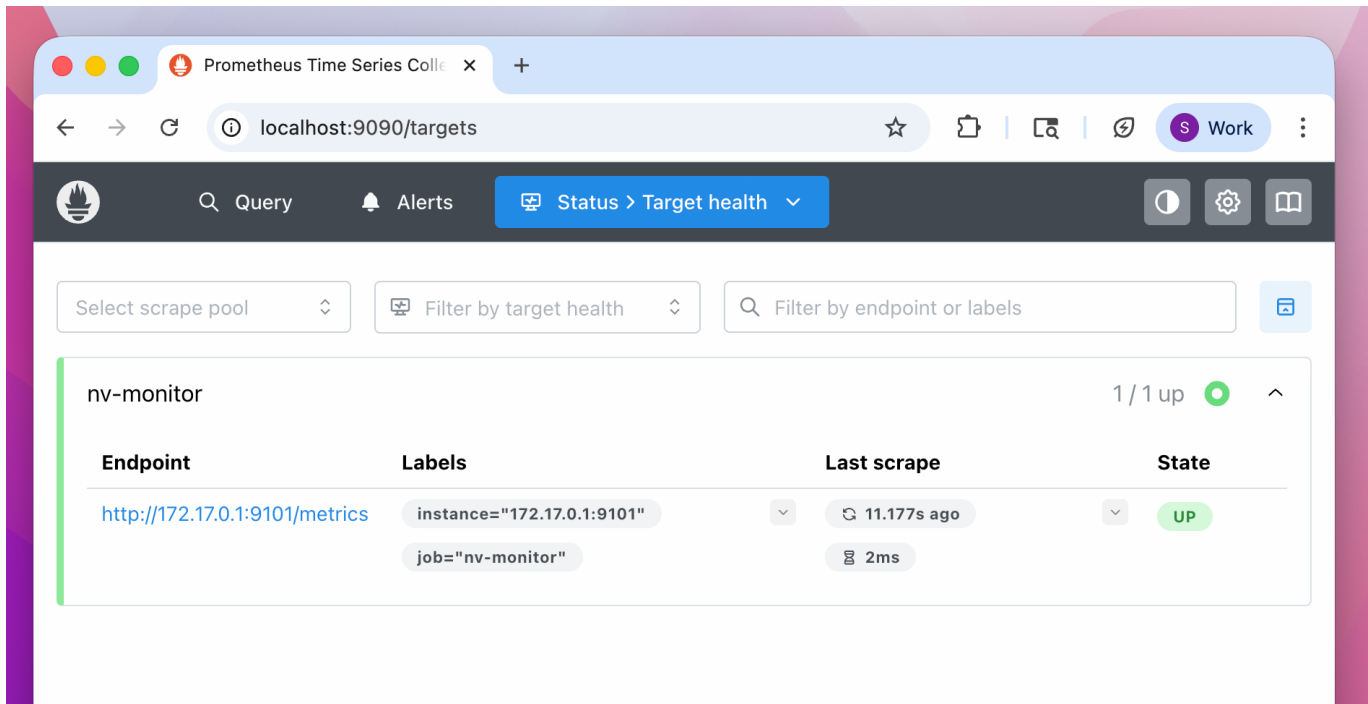 Prometheus Time Series Colle
localhost:9090/targets
S Work
Query Alerts Status > Target health
Select scrape pool Filter by target health Filter by endpoint or labels
nv-monitor 1 / 1 up
Endpoint Labels Last scrape State
http://172.17.0.1:9101/metrics instance="172.17.0.1:9101" 11.177s ago UP
job="nv-monitor" 2ms